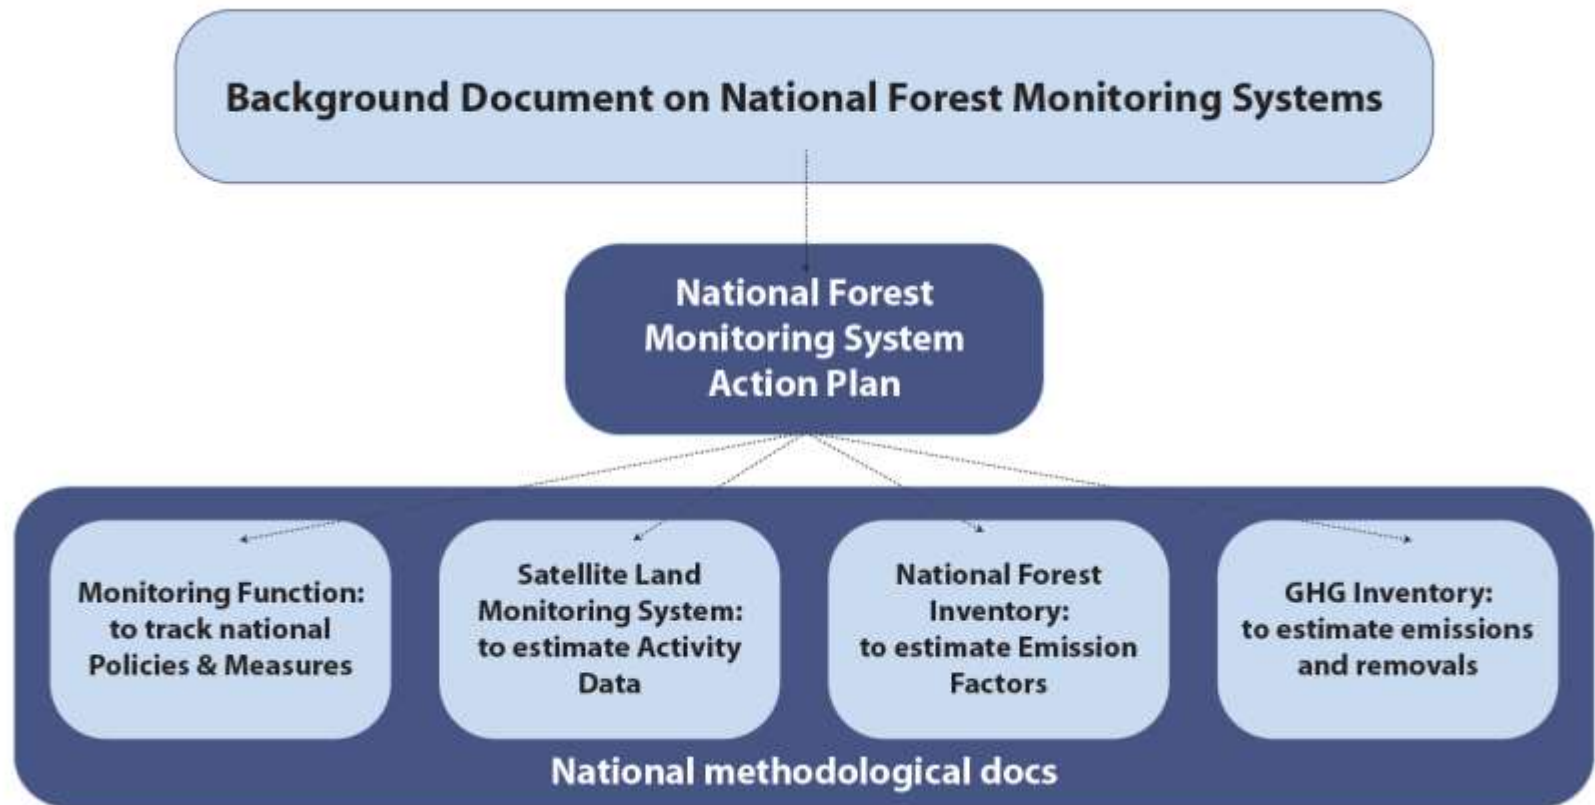 Background Document on National Forest Monitoring Systems
National Forest
Monitoring System
Action Plan
Monitoring Function:
to track national
Policies & Measures
Satellite Land
Monitoring System:
to estimate Activity
Data
National Forest
Inventory:
to estimate Emission
Factors
GHG Inventory:
to estimate emissions
and removals
National methodological docs